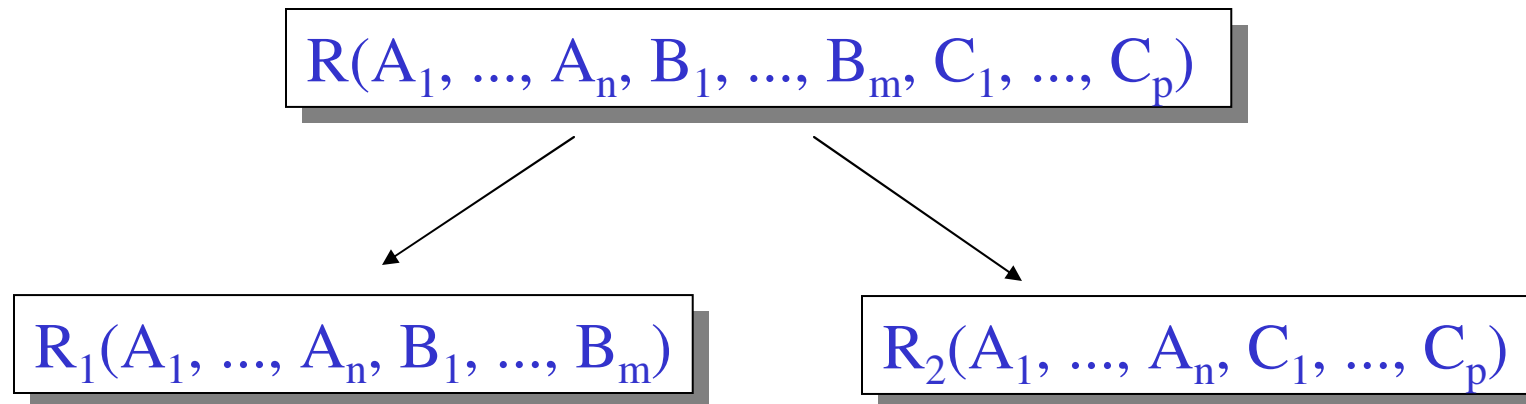 R(A₁, ..., Aₙ, B₁, ..., Bₘ, C₁, ..., Cₚ)
R₁(A₁, ..., Aₙ, B₁, ..., Bₘ)
R₂(A₁, ..., Aₙ, C₁, ..., Cₚ)